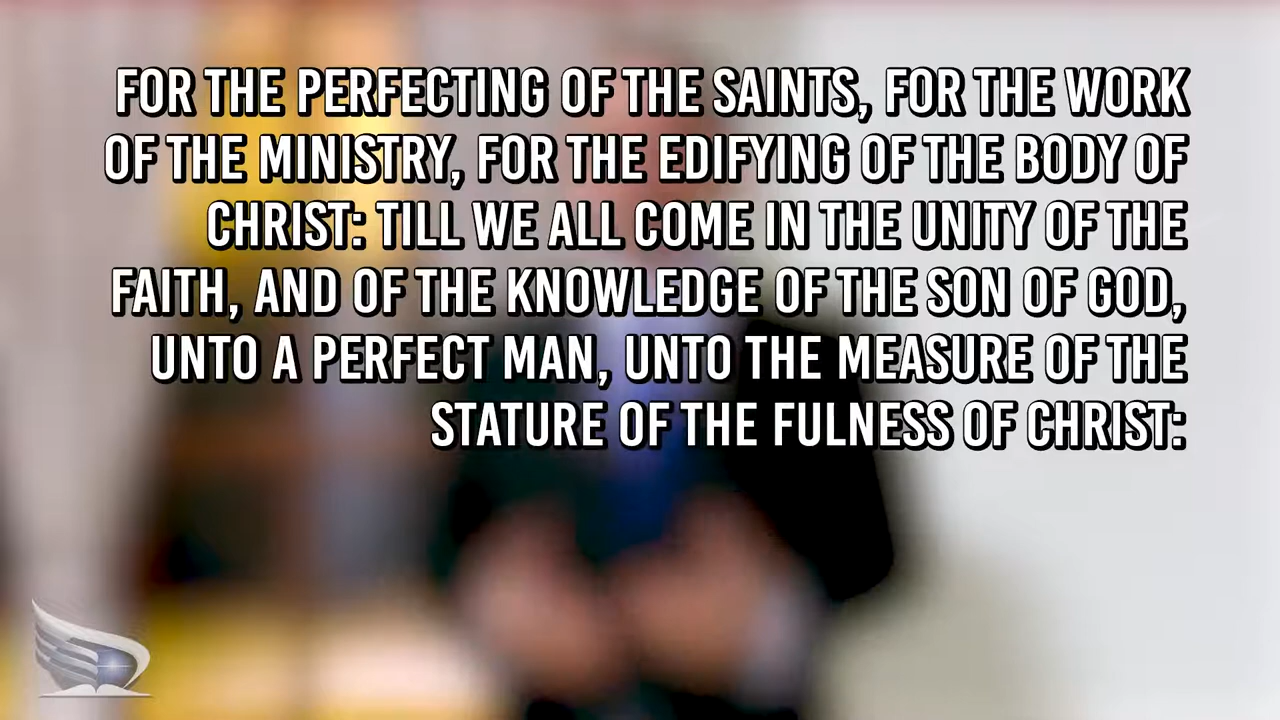 FOR THE PERFECTING OF THE SAINTS, FOR THE WORK
OF THE MINISTRY, FOR THE EDIFYING OF THE BODY OF
CHRIST: TILL WE ALL COME IN THE UNITY OF THE
FAITH, AND OF THE KNOWLEDGE OF THE SON OF GOD,
UNTO A PERFECT MAN, UNTO THE MEASURE OF THE
STATURE OF THE FULNESS OF CHRIST: